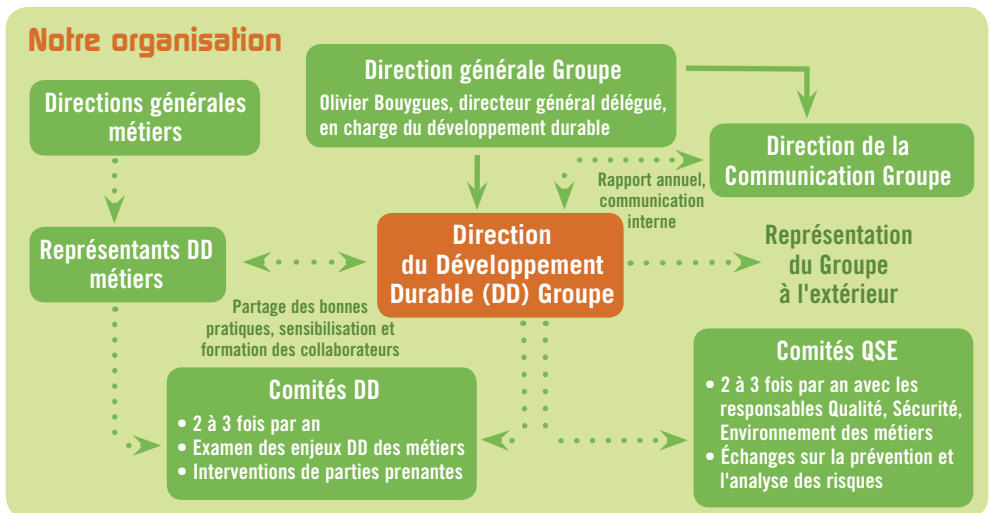 Notre organisation
Direction générale Groupe
Olivier Bouygues, directeur général délégué,
en charge du développement durable
Directions générales
métiers
Direction de la
Communication Groupe
Rapport annuel,
communication
interne
Représentants DD
métiers
Direction
du Développement
Durable (DD) Groupe
Représentation
du Groupe
à l'extérieur
Partage des bonnes
pratiques, sensibilisation et
formation des collaborateurs
Comités DD
• 2 à 3 fois par an
• Examen des enjeux DD des métiers
• Interventions de parties prenantes
Comités QSE
• 2 à 3 fois par an avec les
responsables Qualité, Sécurité,
Environnement des métiers
• Échanges sur la prévention et
l'analyse des risques